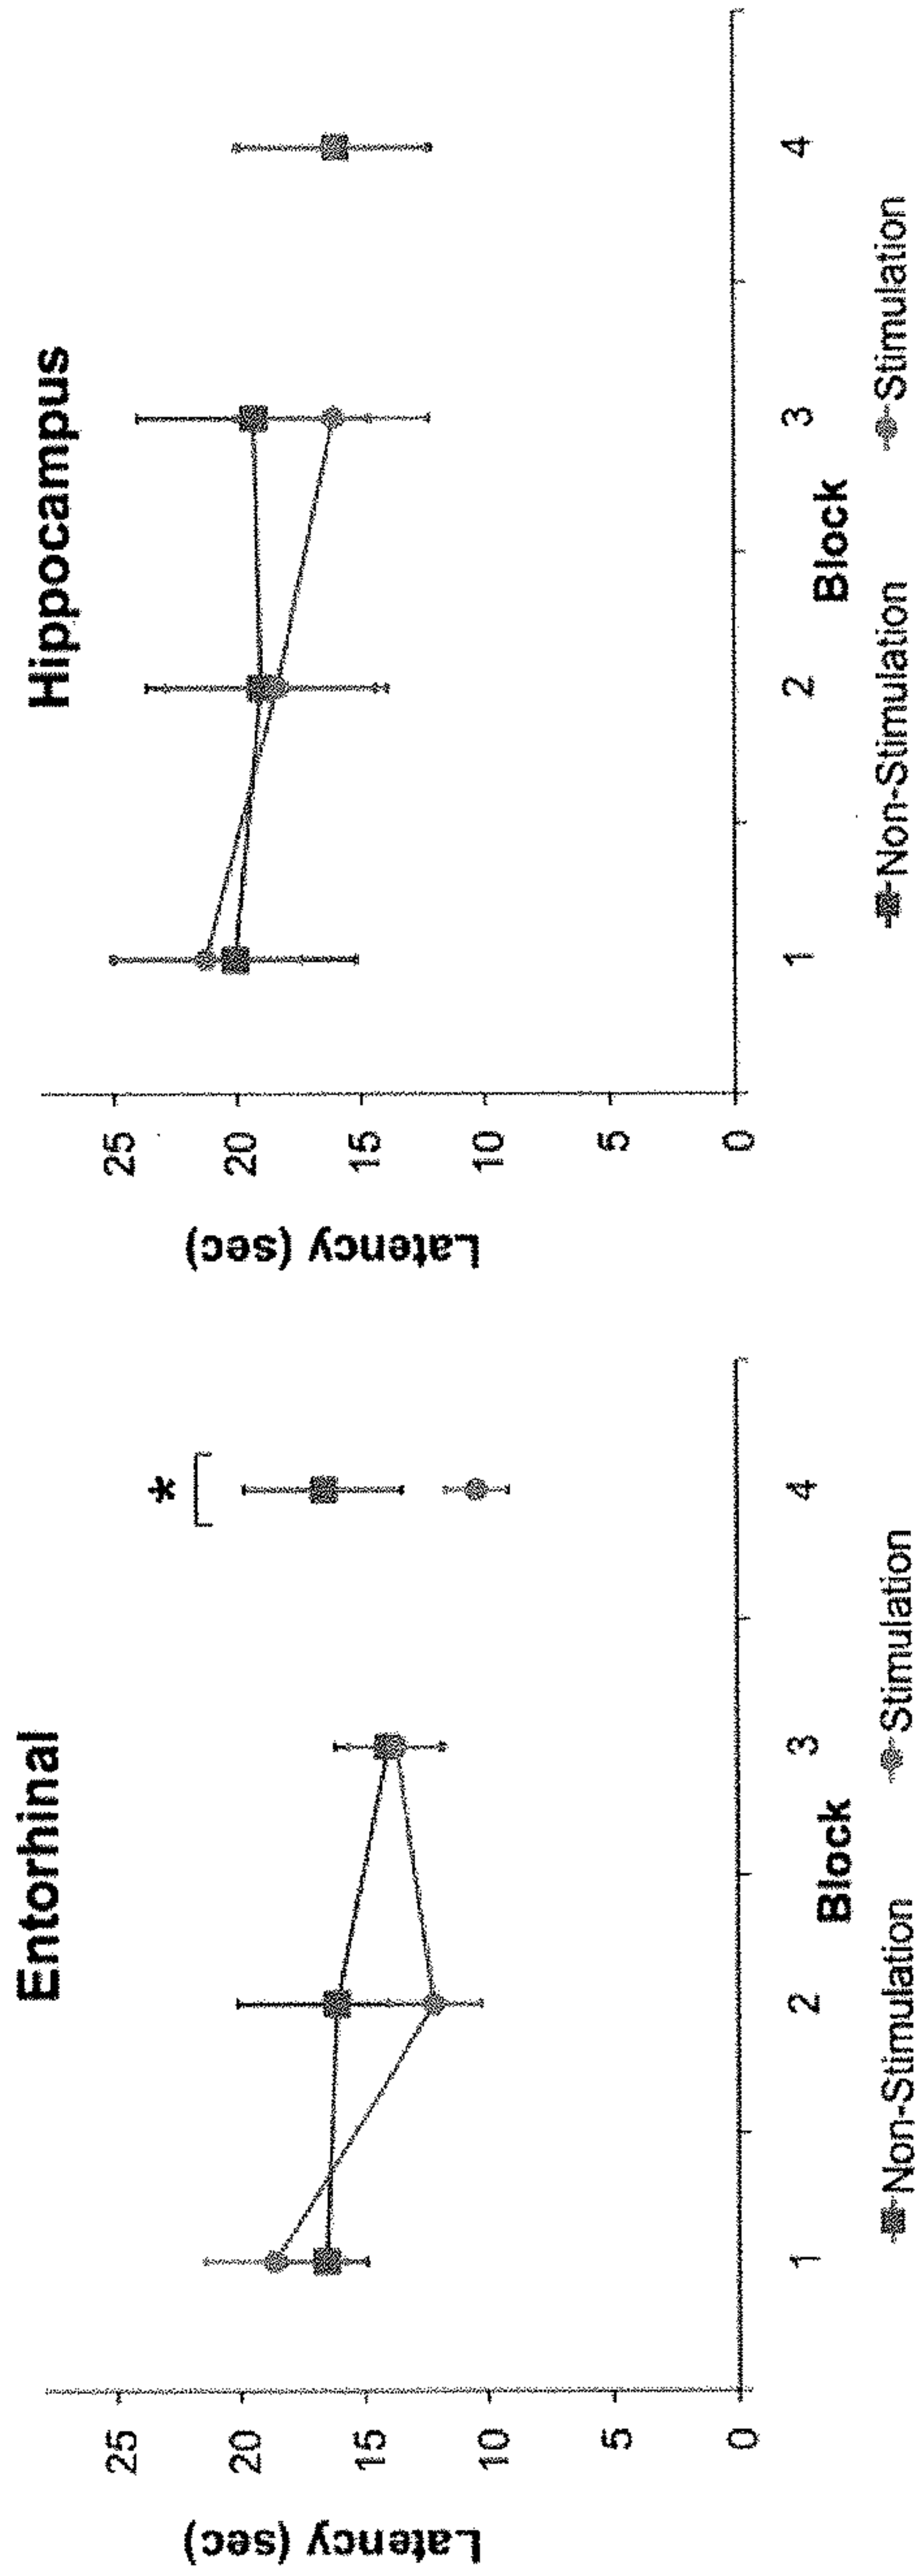 Entorhinal
*
Latency (sec)
25
20
15
10
5
0
1
2
3
4
Block
Non-Stimulation
Stimulation
Hippocampus
Latency (sec)
25
20
15
10
5
0
1
2
3
4
Block
Non-Stimulation
Stimulation